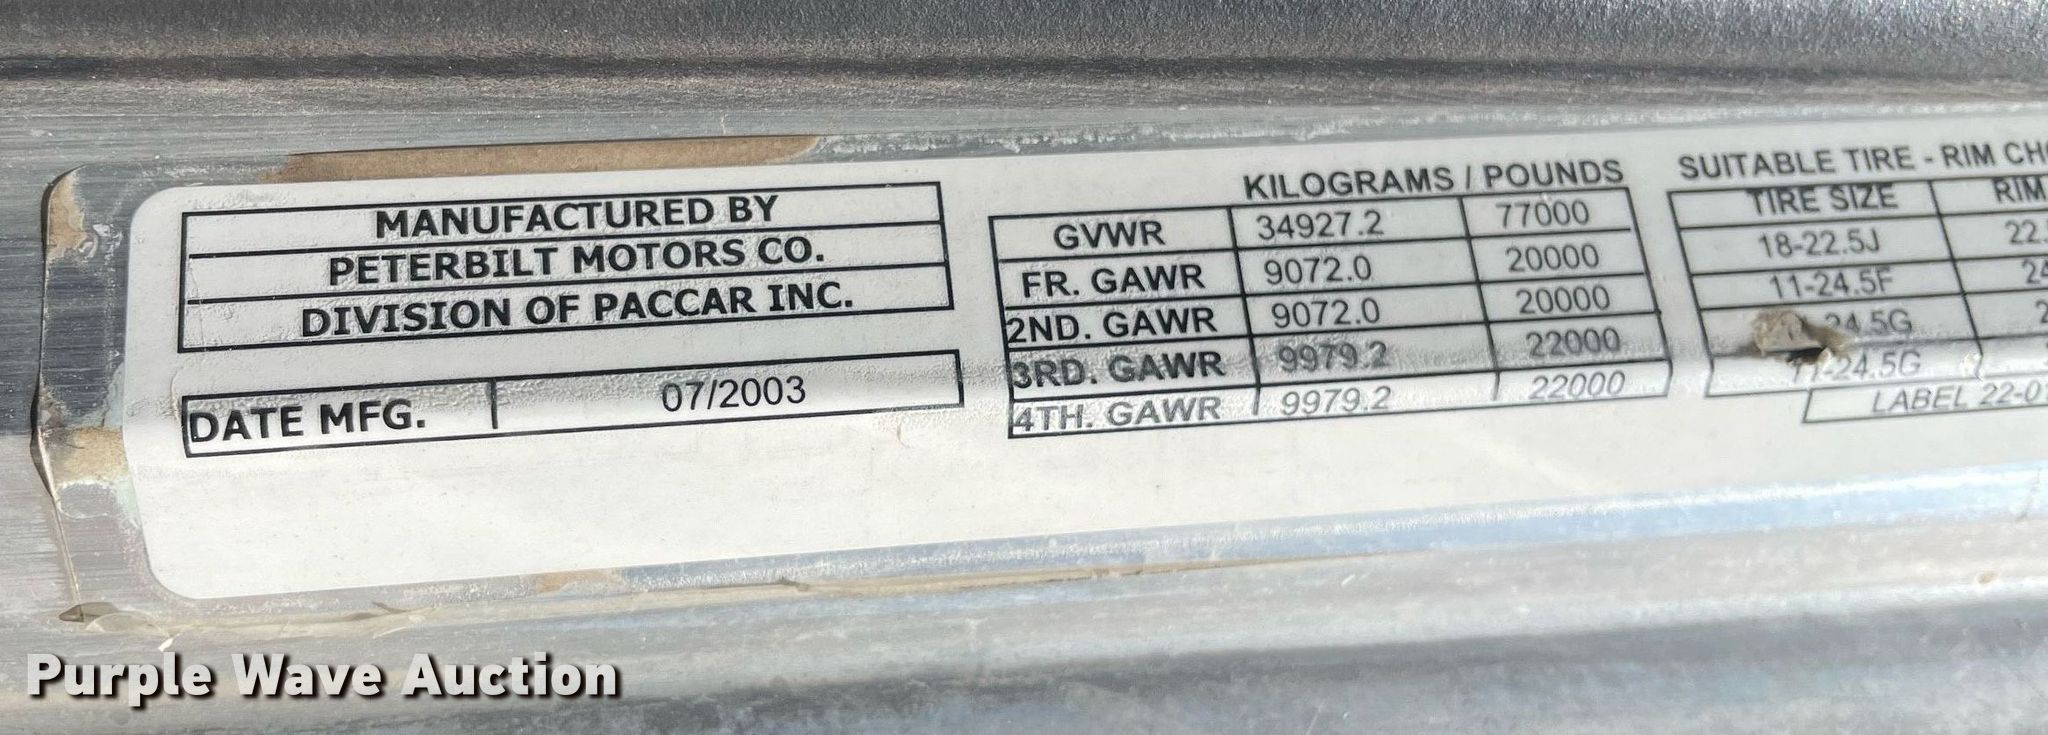 MANUFACTURED BY
PETERBILT MOTORS CO.
DIVISION OF PACCAR INC.
DATE MFG. 07/2003
KILOGRAMS / POUNDS
GVWR 34927.2 77000
FR. GAWR 9072.0 20000
2ND. GAWR 9072.0 20000
3RD. GAWR 9979.2 22000
4TH. GAWR 9979.2 22000
SUITABLE TIRE - RIM
TIRE SIZE RIM
18-22.5J
11-24.5F
24.5G
11-24.5G
LABEL
Purple Wave Auction